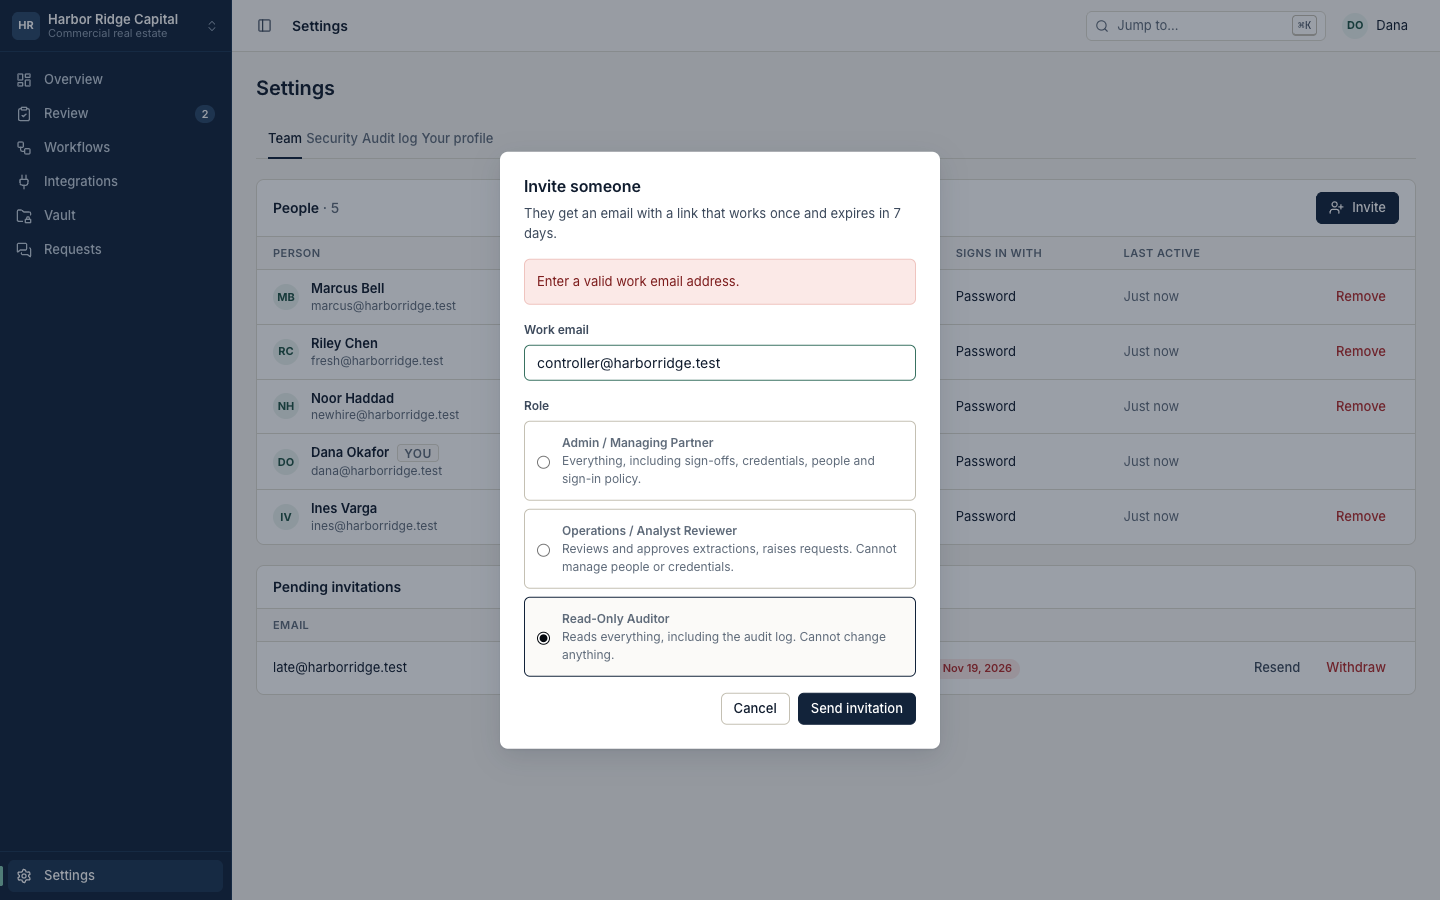 HR
Harbor Ridge Capital
Commercial real estate
Settings
Jump to...
⌘K
DO
Dana
Overview
Review
2
Workflows
Integrations
Vault
Requests
Settings
Settings
Team Security Audit log Your profile
People · 5
Invite
PERSON
SIGNS IN WITH
LAST ACTIVE
MB
Marcus Bell
marcus@harborridge.test
Password
Just now
Remove
RC
Riley Chen
fresh@harborridge.test
Password
Just now
Remove
NH
Noor Haddad
newhire@harborridge.test
Password
Just now
Remove
DO
Dana Okafor
YOU
dana@harborridge.test
Password
Just now
IV
Ines Varga
ines@harborridge.test
Password
Just now
Remove
Pending invitations
EMAIL
late@harborridge.test
Nov 19, 2026
Resend
Withdraw
Invite someone
They get an email with a link that works once and expires in 7
days.
Enter a valid work email address.
Work email
controller@harborridge.test
Role
Admin / Managing Partner
Everything, including sign-offs, credentials, people and
sign-in policy.
Operations / Analyst Reviewer
Reviews and approves extractions, raises requests. Cannot
manage people or credentials.
Read-Only Auditor
Reads everything, including the audit log. Cannot change
anything.
Cancel
Send invitation